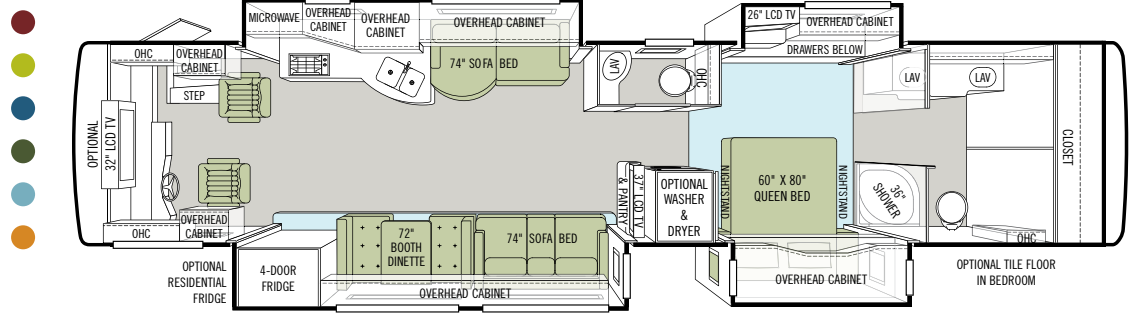 MICROWAVE
OVERHEAD
CABINET
OVERHEAD
CABINET
OVERHEAD CABINET
26" LCD TV
OVERHEAD CABINET
DRAWERS BELOW
OHC
OVERHEAD
CABINET
STEP
74" SOFA BED
LAV
OHC
LAV
LAV
OPTIONAL
32" LCD TV
CLOSET
37" LCD TV
& PANTRY
OPTIONAL
WASHER
&
DRYER
NIGHTSTAND
60" X 80"
QUEEN BED
NIGHTSTAND
36"
SHOWER
OHC
OVERHEAD
CABINET
72"
BOOTH
DINETTE
74" SOFA BED
OHC
OPTIONAL
RESIDENTIAL
FRIDGE
4-DOOR
FRIDGE
OVERHEAD CABINET
OVERHEAD CABINET
OPTIONAL TILE FLOOR
IN BEDROOM